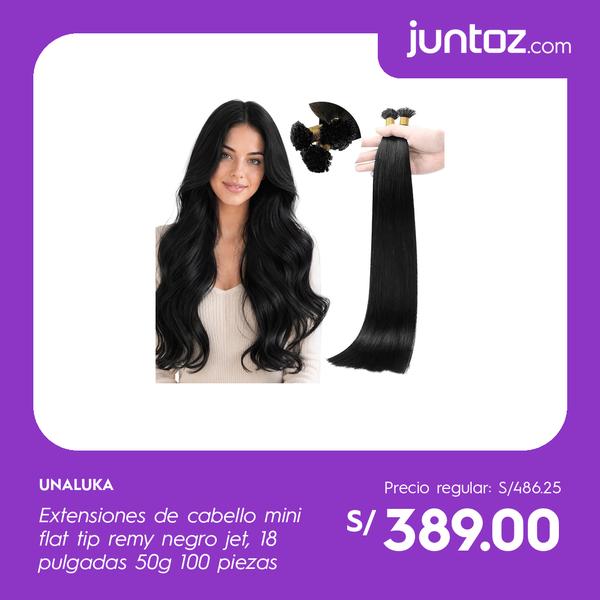 juntoz.com
UNALUKA
Extensiones de cabello mini
flat tip remy negro jet, 18
pulgadas 50g 100 piezas
Precio regular: S/486.25
S/ 389.00